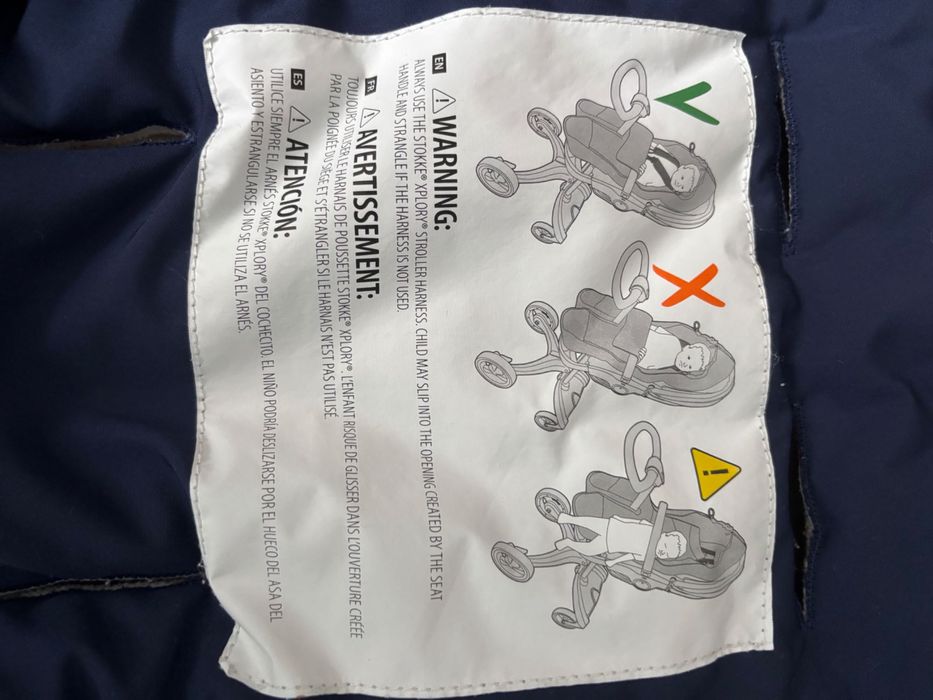 EN
WARNING:
ALWAYS USE THE STOKKE® XPLORY® STROLLER HARNESS. CHILD MAY SLIP INTO THE OPENING CREATED BY THE SEAT
HANDLE AND STRANGLE IF THE HARNESS IS NOT USED.
FR
AVERTISSEMENT:
TOUJOURS UTILISER LE HARNAIS DE POUSSETTE STOKKE® XPLORY®. L'ENFANT RISQUE DE GLISSER DANS L'OUVERTURE CRÉÉE
PAR LA POIGNÉE DU SIÈGE ET S'ÉTRANGLER SI LE HARNAIS N'EST PAS UTILISÉ.
ES
ATENCIÓN:
UTILICE SIEMPRE EL ARNÉS STOKKE® XPLORY® DEL COCHECITO. EL NIÑO PODRÍA DESLIZARSE POR EL HUECO DEL ASA DEL
ASIENTO Y ESTRANGULARSE SI NO SE UTILIZA EL ARNÉS.